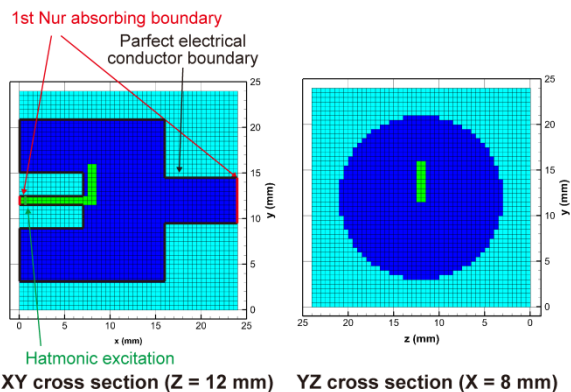 1st Nur absorbing boundary
Parfect electrical
conductor boundary
25
20
15
10
5
0
y (mm)
0 5 10 15 20 25
x (mm)
25
20
15
10
5
0
y (mm)
25 20 15 10 5 0
z (mm)
Hatmonic excitation
XY cross section (Z = 12 mm) YZ cross section (X = 8 mm)